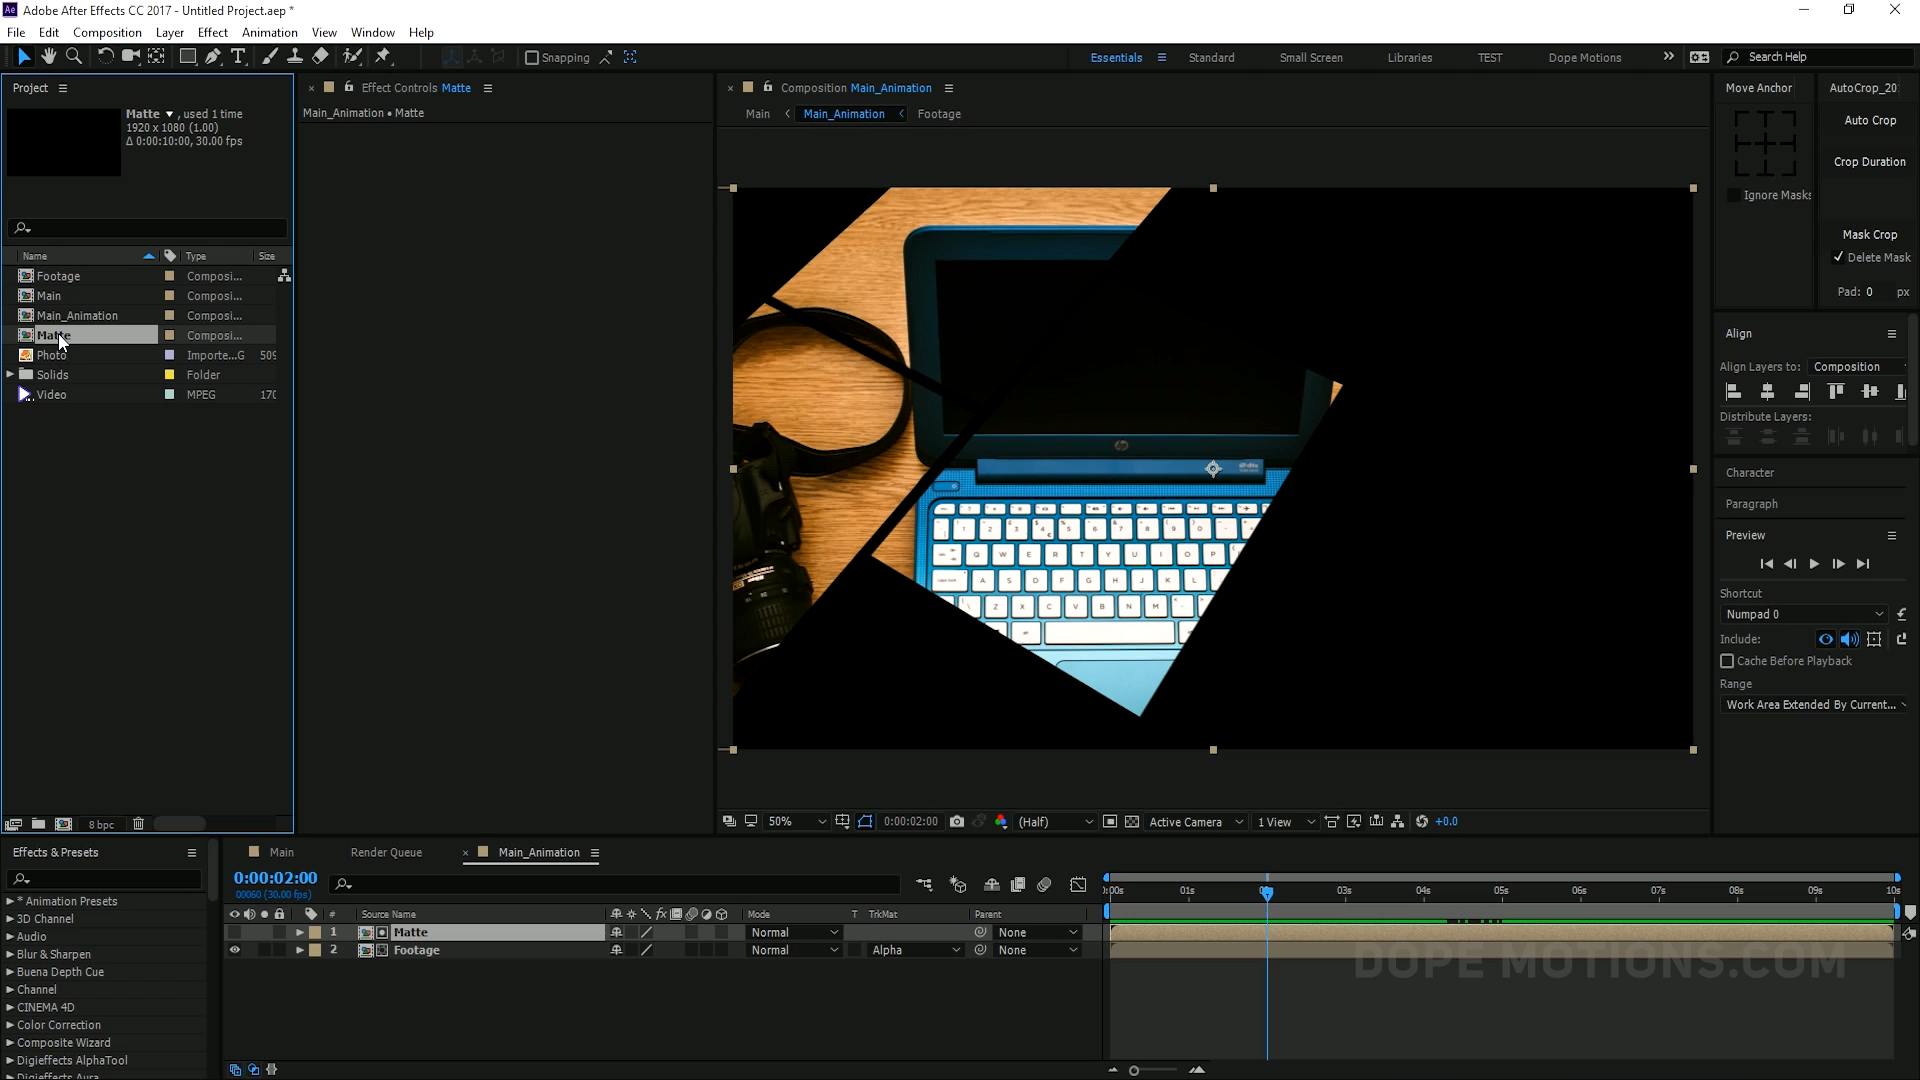 Adobe After Effects CC 2017 - Untitled Project.aep *
File Edit Composition Layer Effect Animation View Window Help
Snapping
Essentials Standard Small Screen Libraries TEST Dope Motions Search Help
Project
Matte , used 1 time
1920 x 1080 (1.00)
Δ 0:00:10:00, 30.00 fps
Name Type Size
Footage Composi...
Main Composi...
Main_Animation Composi...
Matte Composi...
Photo Importe...G 509
Solids Folder
Video MPEG 170
8 bpc
Effect Controls Matte
Main_Animation • Matte
Composition Main_Animation
Main Main_Animation Footage
50% 0:00:02:00 (Half) Active Camera 1 View +0.0
Move Anchor
Ignore Masks
AutoCrop_20
Auto Crop
Crop Duration
Mask Crop
Delete Mask
Pad: 0 px
Align
Align Layers to: Composition
Distribute Layers:
Character
Paragraph
Preview
Shortcut
Numpad 0
Include:
Cache Before Playback
Range
Work Area Extended By Current...
Effects & Presets
* Animation Presets
3D Channel
Audio
Blur & Sharpen
Buena Depth Cue
Channel
CINEMA 4D
Color Correction
Composite Wizard
Digieffects AlphaTool
Digieffects Aura
Main Render Queue Main_Animation
0:00:02:00
00060 (30.00 fps)
# Source Name Mode T TrkMat Parent
1 Matte Normal None
2 Footage Normal Alpha None
):00s 01s 03s 04s 05s 06s 07s 08s 09s 10s
DOPE MOTIONS.COM